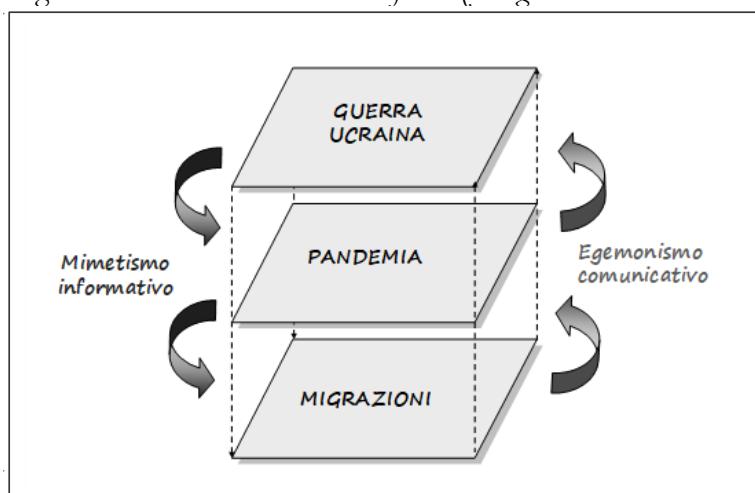 GUERRA
UCRAINA
PANDEMIA
Mimetismo
informativo
Egemonismo
comunicativo
MIGRAZIONI